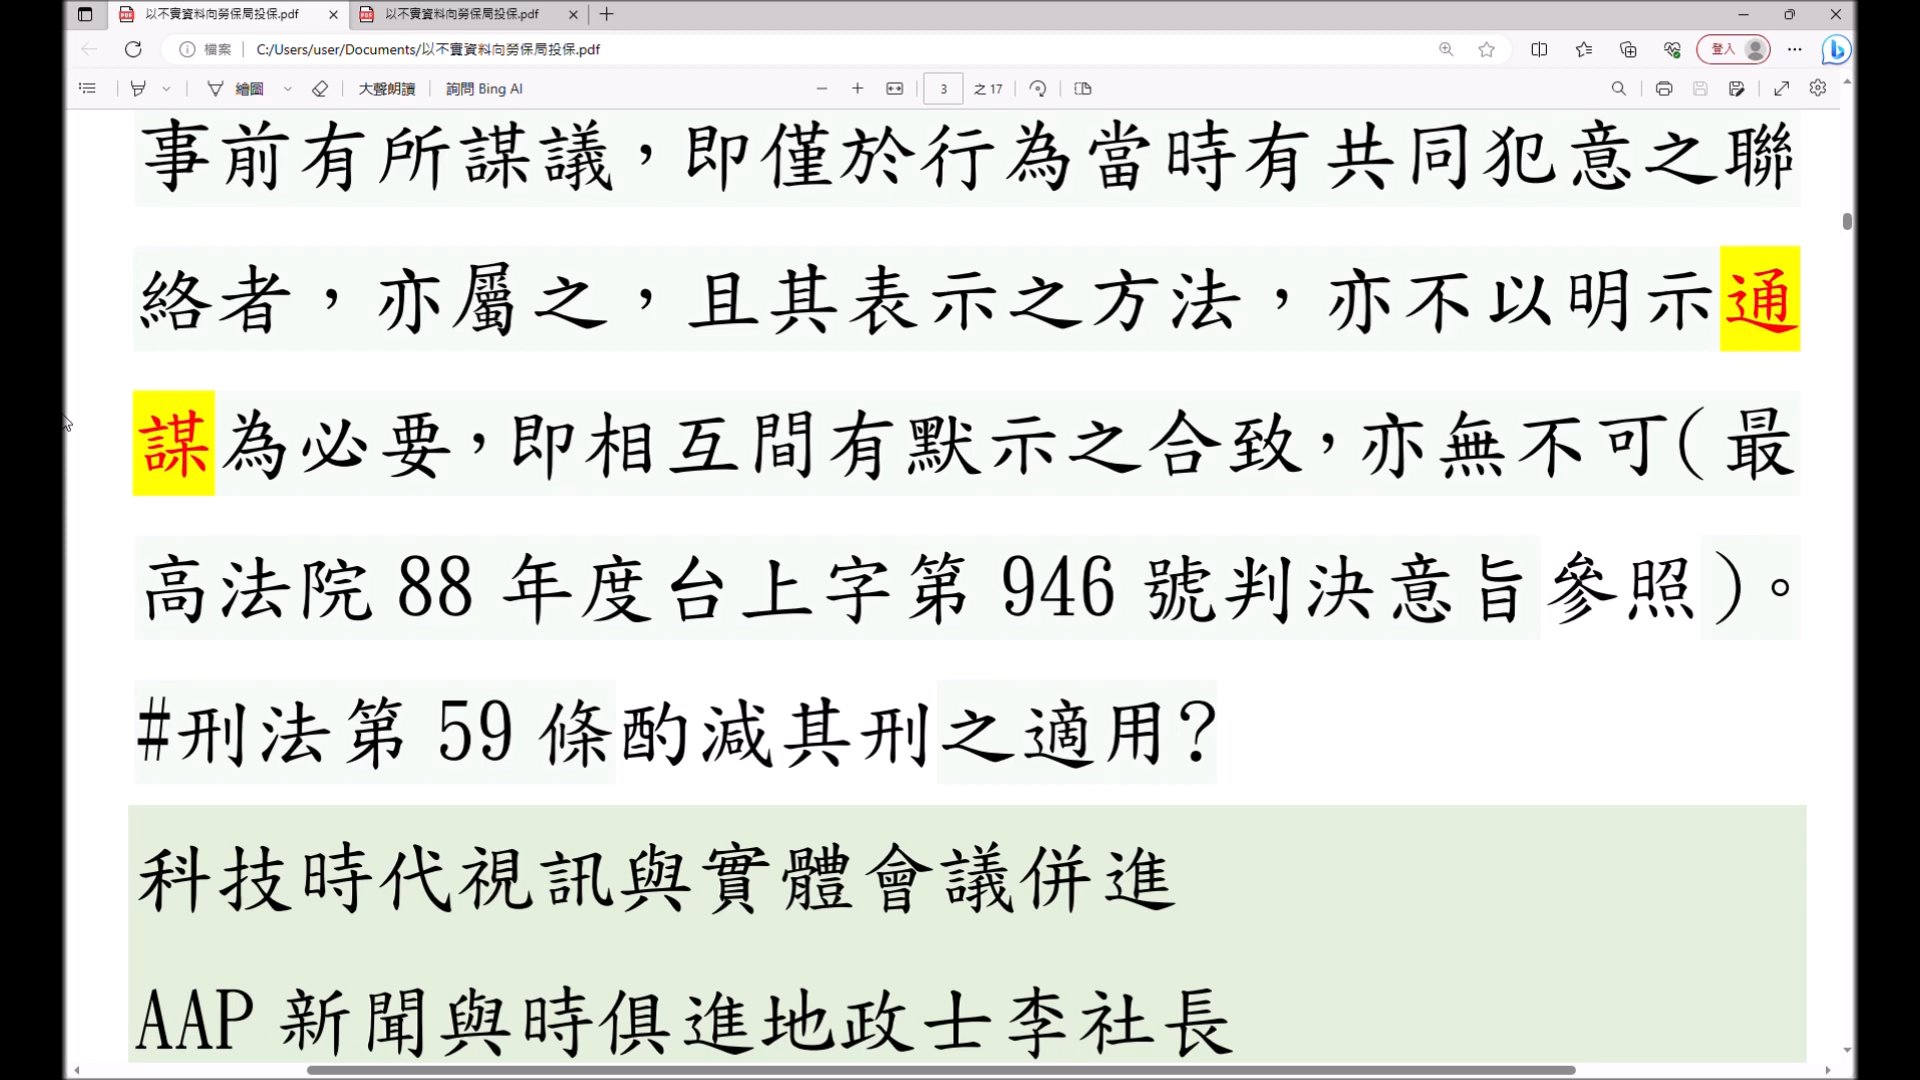 以不實資料向勞保局投保.pdf
以不實資料向勞保局投保.pdf
檔案
C:/Users/user/Documents/以不實資料向勞保局投保.pdf
登入
繪圖
大聲朗讀
詢問 Bing AI
3
之 17
事前有所謀議，即僅於行為當時有共同犯意之聯
絡者，亦屬之，且其表示之方法，亦不以明示通
謀為必要，即相互間有默示之合致，亦無不可(最
高法院 88 年度台上字第 946 號判決意旨參照)。
#刑法第 59 條酌減其刑之適用?
科技時代視訊與實體會議併進
AAP 新聞與時俱進地政士李社長